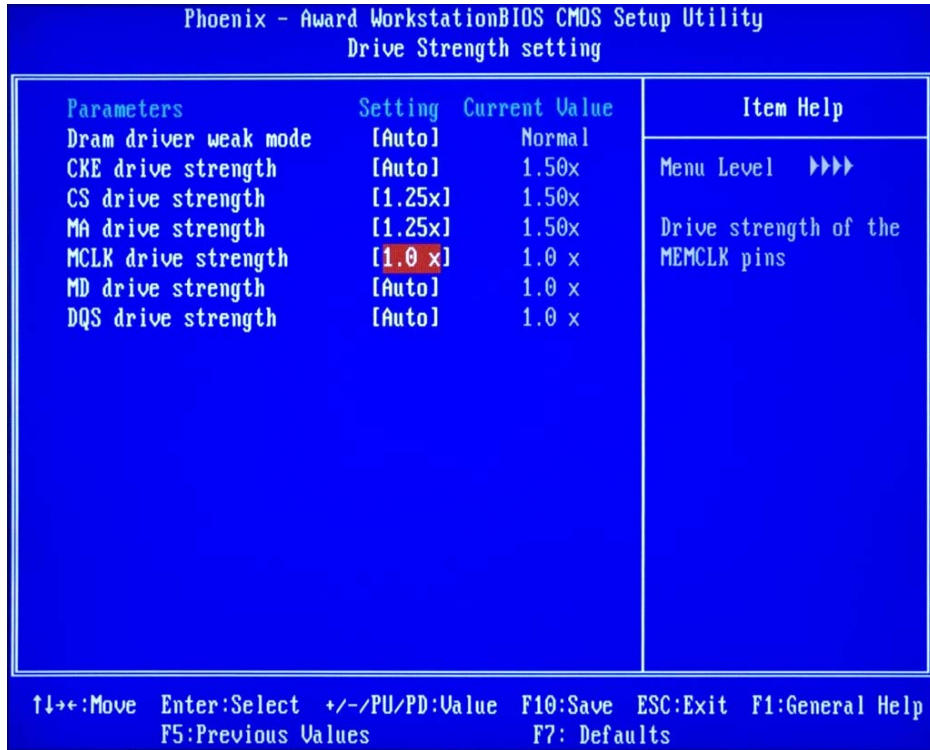 Phoenix - Award WorkstationBIOS CMOS Setup Utility
Drive Strength setting
Parameters Setting Current Value
Dram driver weak mode [Auto] Normal
CKE drive strength [Auto] 1.50x
CS drive strength [1.25x] 1.50x
MA drive strength [1.25x] 1.50x
MCLK drive strength [1.0 x] 1.0 x
MD drive strength [Auto] 1.0 x
DQS drive strength [Auto] 1.0 x
Item Help
Menu Level ▶▶▶▶
Drive strength of the
MEMCLK pins
↑↓→←:Move Enter:Select +/-/PU/PD:Value F10:Save ESC:Exit F1:General Help
F5:Previous Values F7: Defaults